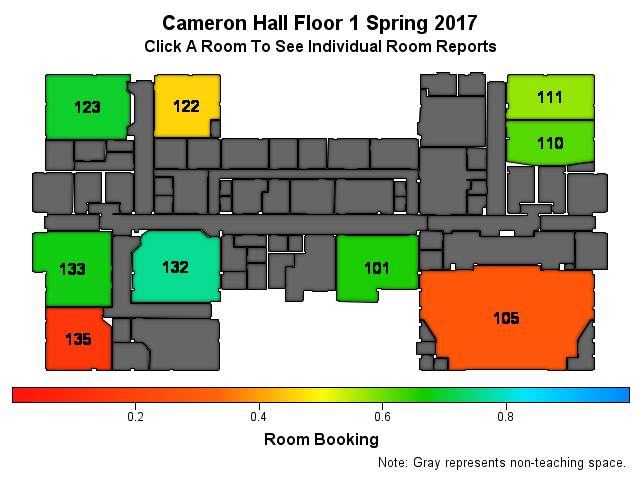 Cameron Hall Floor 1 Spring 2017
Click A Room To See Individual Room Reports
123
122
111
110
133
132
101
135
105
0.2 0.4 0.6 0.8
Room Booking
Note: Gray represents non-teaching space.